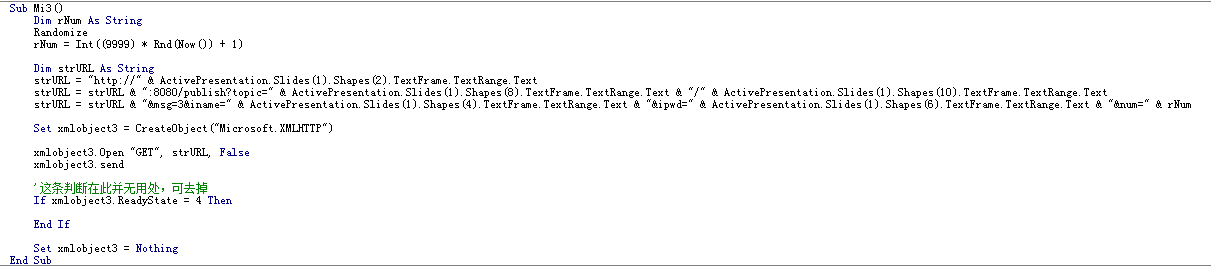 Sub Mi3()
Dim rNum As String
Randomize
rNum = Int((9999) * Rnd(Now()) + 1)
Dim strURL As String
strURL = "http://" & ActivePresentation.Slides(1).Shapes(2).TextFrame.TextRange.Text
strURL = strURL & ":8080/publish?topic=" & ActivePresentation.Slides(1).Shapes(8).TextFrame.TextRange.Text & "/" & ActivePresentation.Slides(1).Shapes(10).TextFrame.TextRange.Text
strURL = strURL & "&msg=3&iname=" & ActivePresentation.Slides(1).Shapes(4).TextFrame.TextRange.Text & "&ipwd=" & ActivePresentation.Slides(1).Shapes(6).TextFrame.TextRange.Text & "&num=" & rNum
Set xmlobject3 = CreateObject("Microsoft.XMLHTTP")
xmlobject3.Open "GET", strURL, False
xmlobject3.send
'这条判断在此并无用处，可去掉
If xmlobject3.ReadyState = 4 Then
End If
Set xmlobject3 = Nothing
End Sub